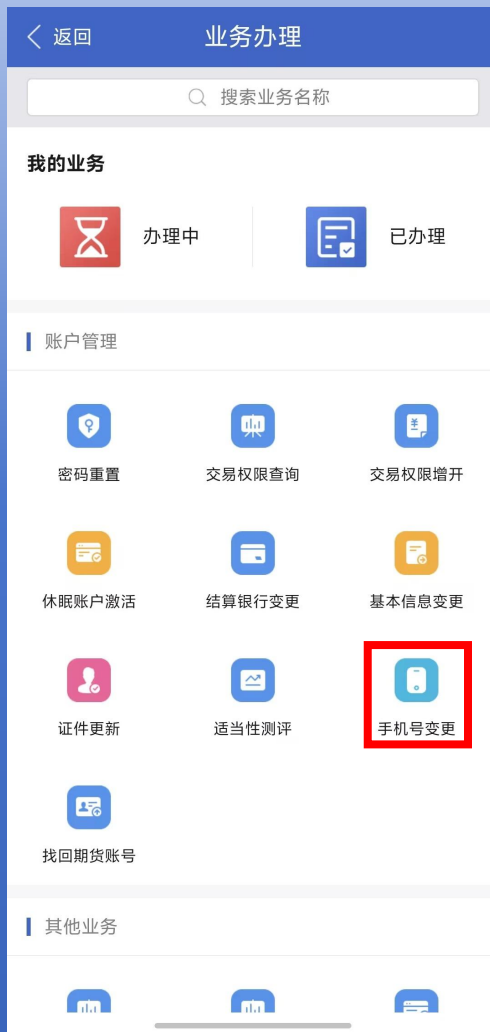 返回
业务办理
搜索业务名称
我的业务
办理中
已办理
账户管理
密码重置
交易权限查询
交易权限增开
休眠账户激活
结算银行变更
基本信息变更
证件更新
适当性测评
手机号变更
找回期货账号
其他业务